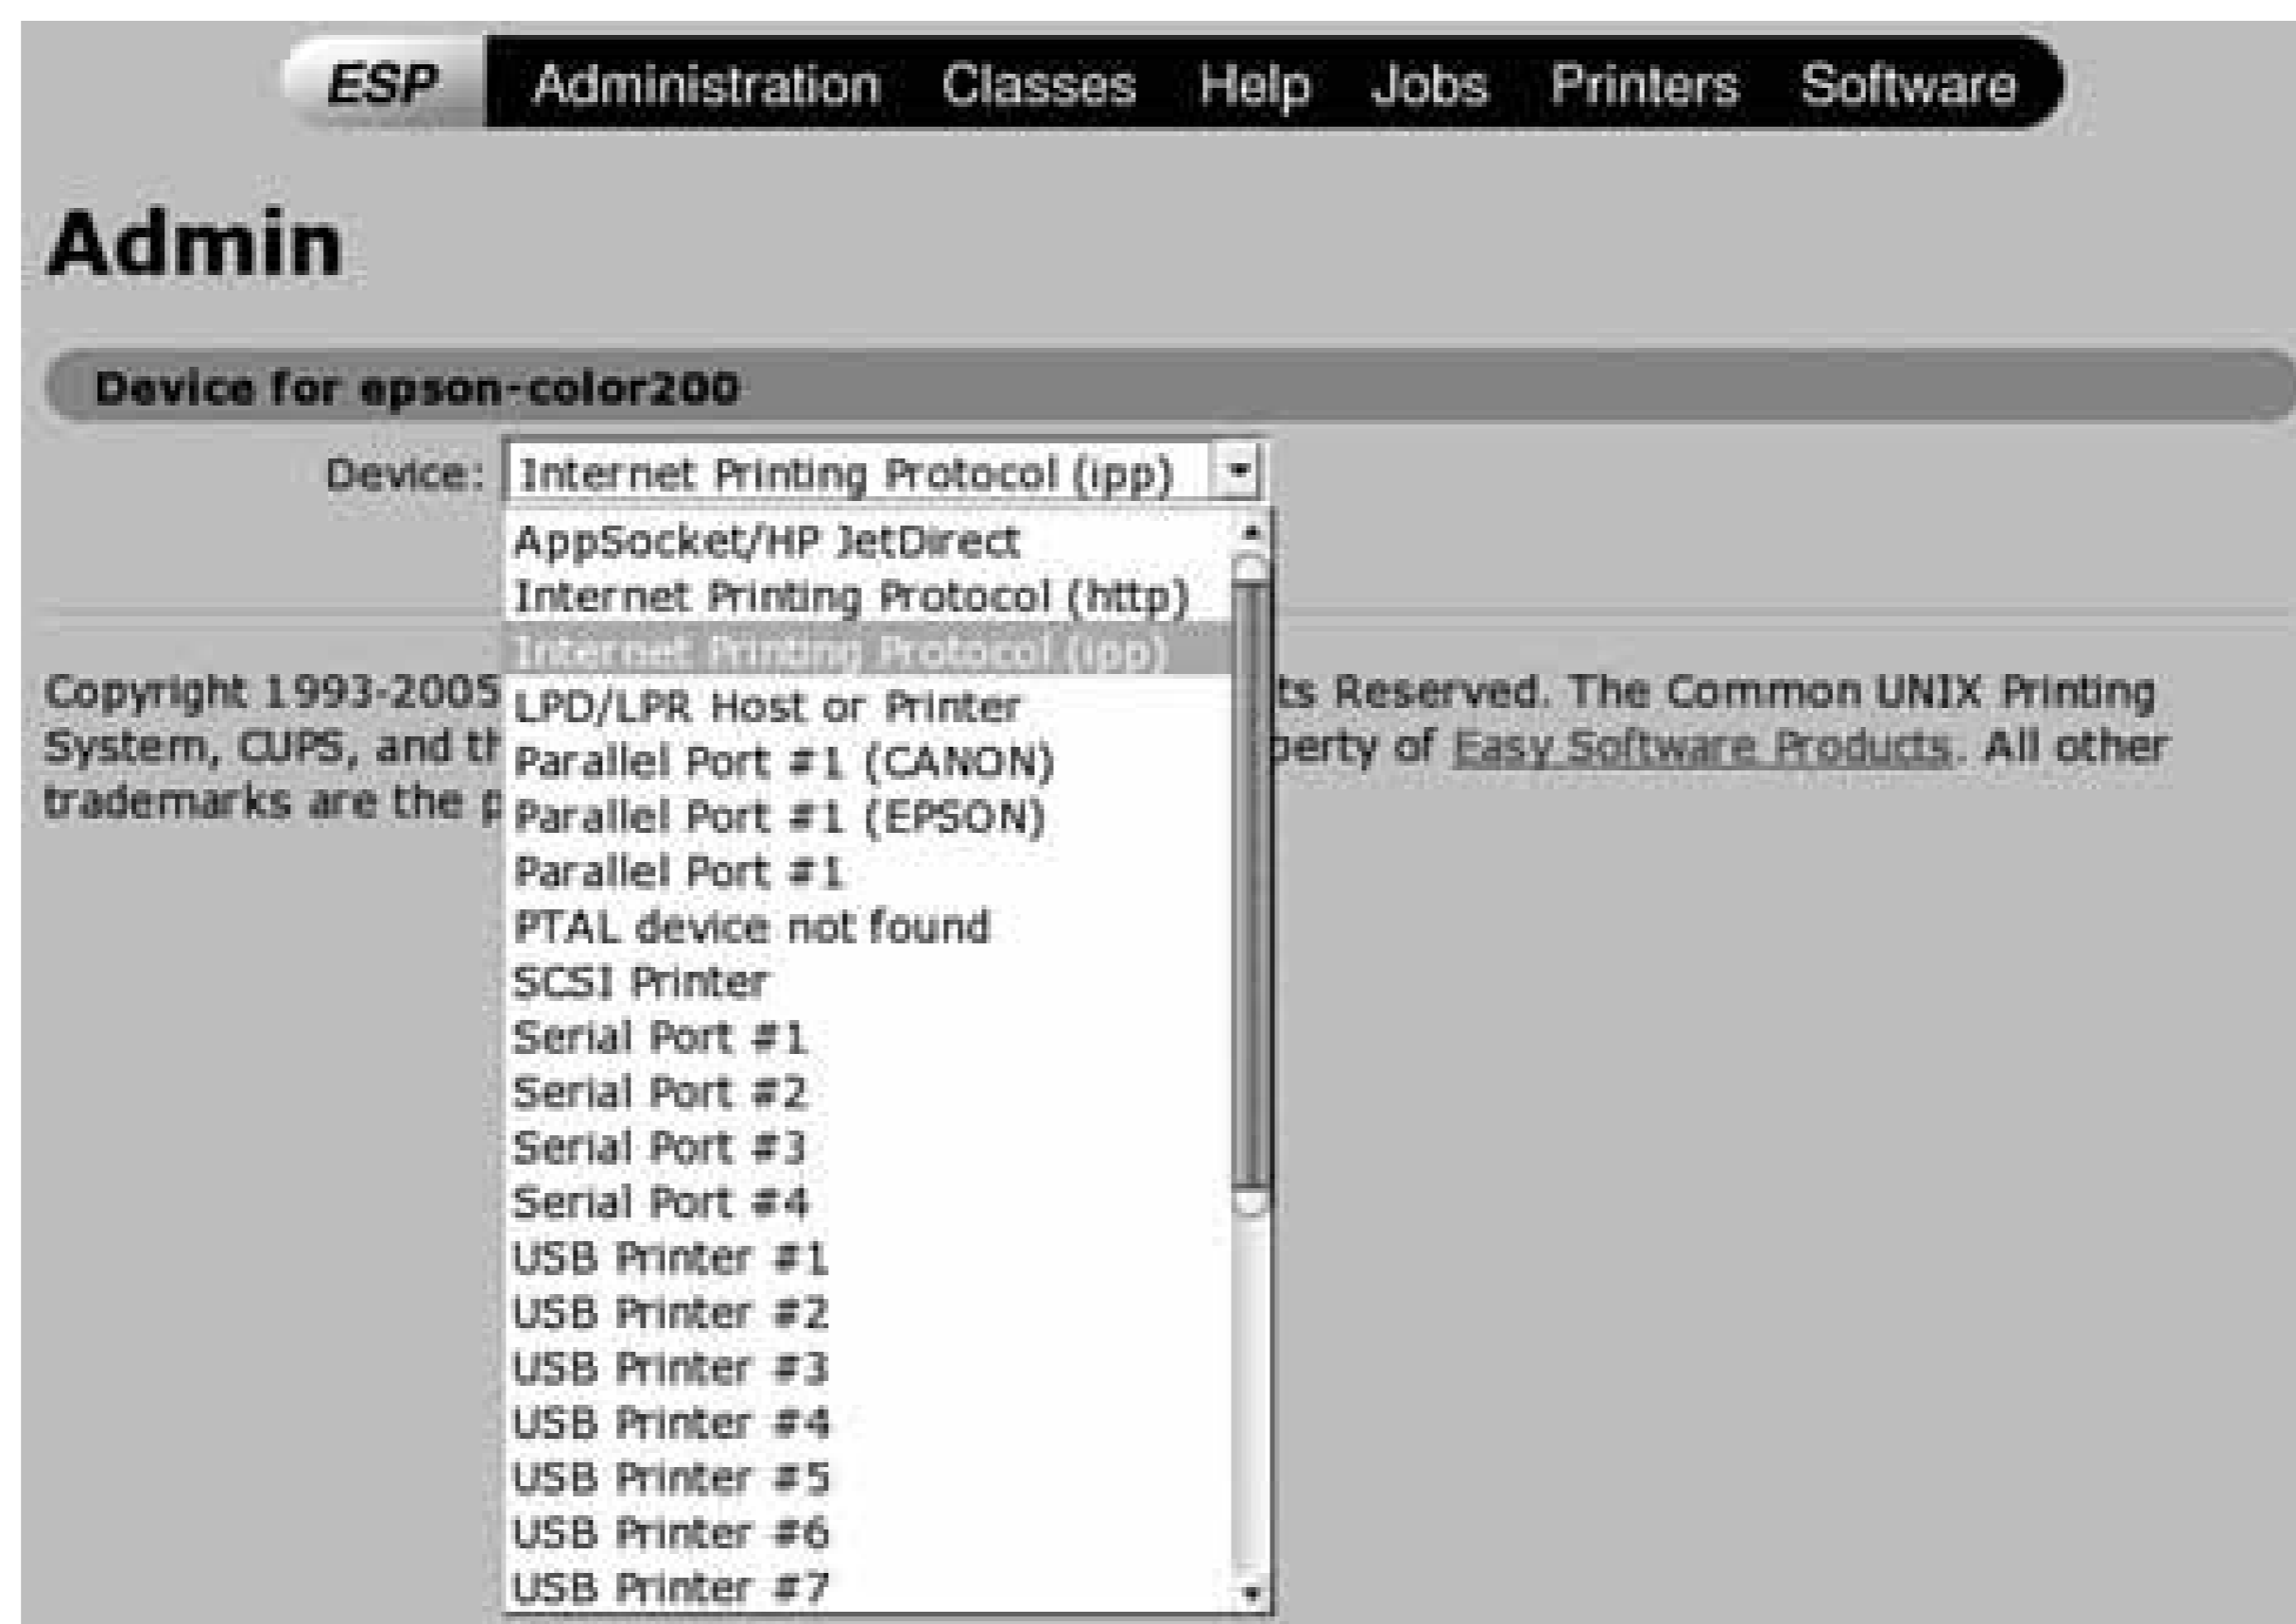 ESP Administration Classes Help Jobs Printers Software
Admin
Device for epson-color200
Device: Internet Printing Protocol (ipp)
AppSocket/HP JetDirect
Internet Printing Protocol (http)
Internet Printing Protocol (ipp)
LPD/LPR Host or Printer
Parallel Port #1 (CANON)
Parallel Port #1 (EPSON)
Parallel Port #1
PTAL device not found
SCSI Printer
Serial Port #1
Serial Port #2
Serial Port #3
Serial Port #4
USB Printer #1
USB Printer #2
USB Printer #3
USB Printer #4
USB Printer #5
USB Printer #6
USB Printer #7
Copyright 1993-2005 ts Reserved. The Common UNIX Printing
System, CUPS, and th perty of Easy Software Products. All other
trademarks are the p